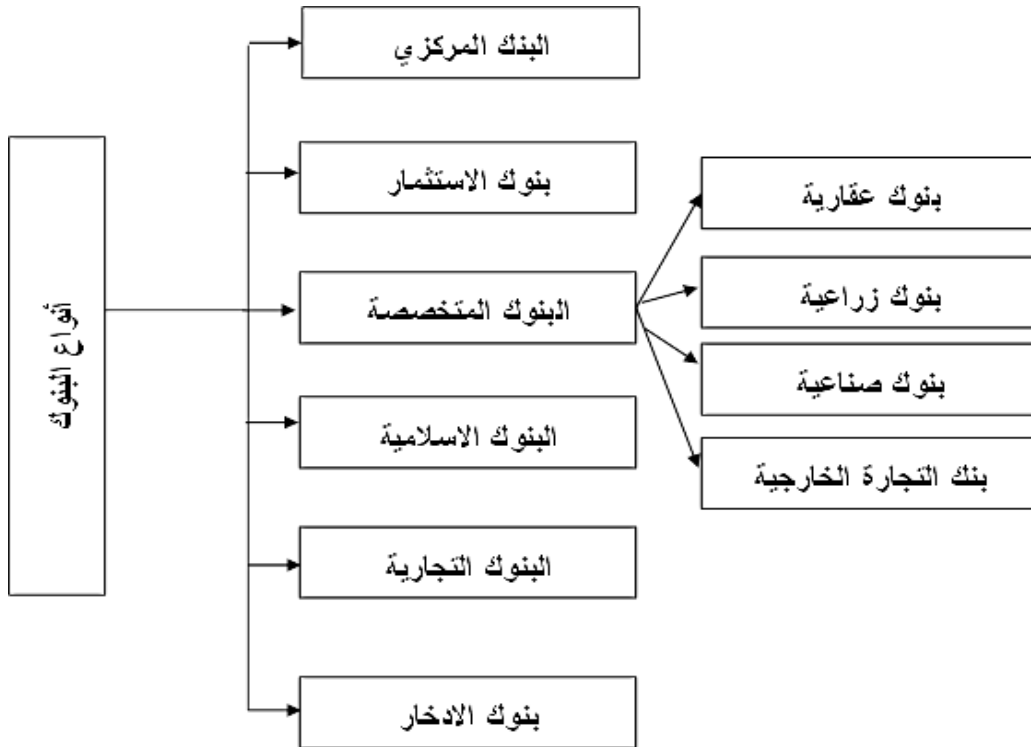 أنواع البنوك
البنك المركزي
بنوك الاستثمار
البنوك المتخصصة
البنوك الاسلامية
البنوك التجارية
بنوك الادخار
بنوك عقارية
بنوك زراعية
بنوك صناعية
بنك التجارة الخارجية